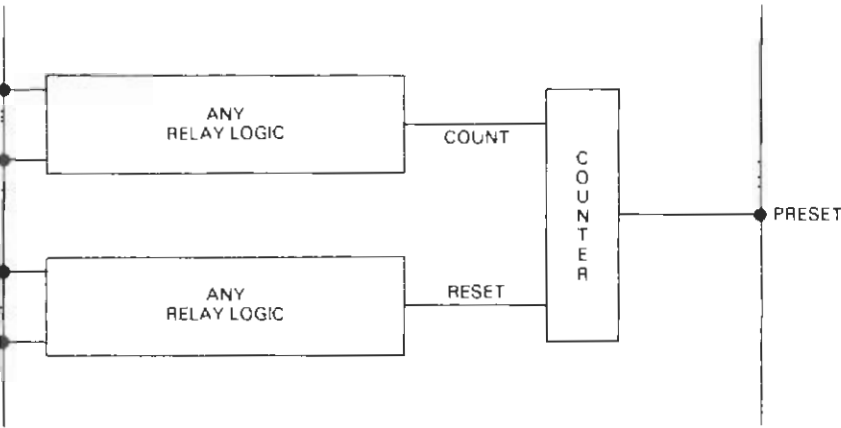 ANY
RELAY LOGIC
COUNT
COUNTER
PRESET
ANY
RELAY LOGIC
RESET